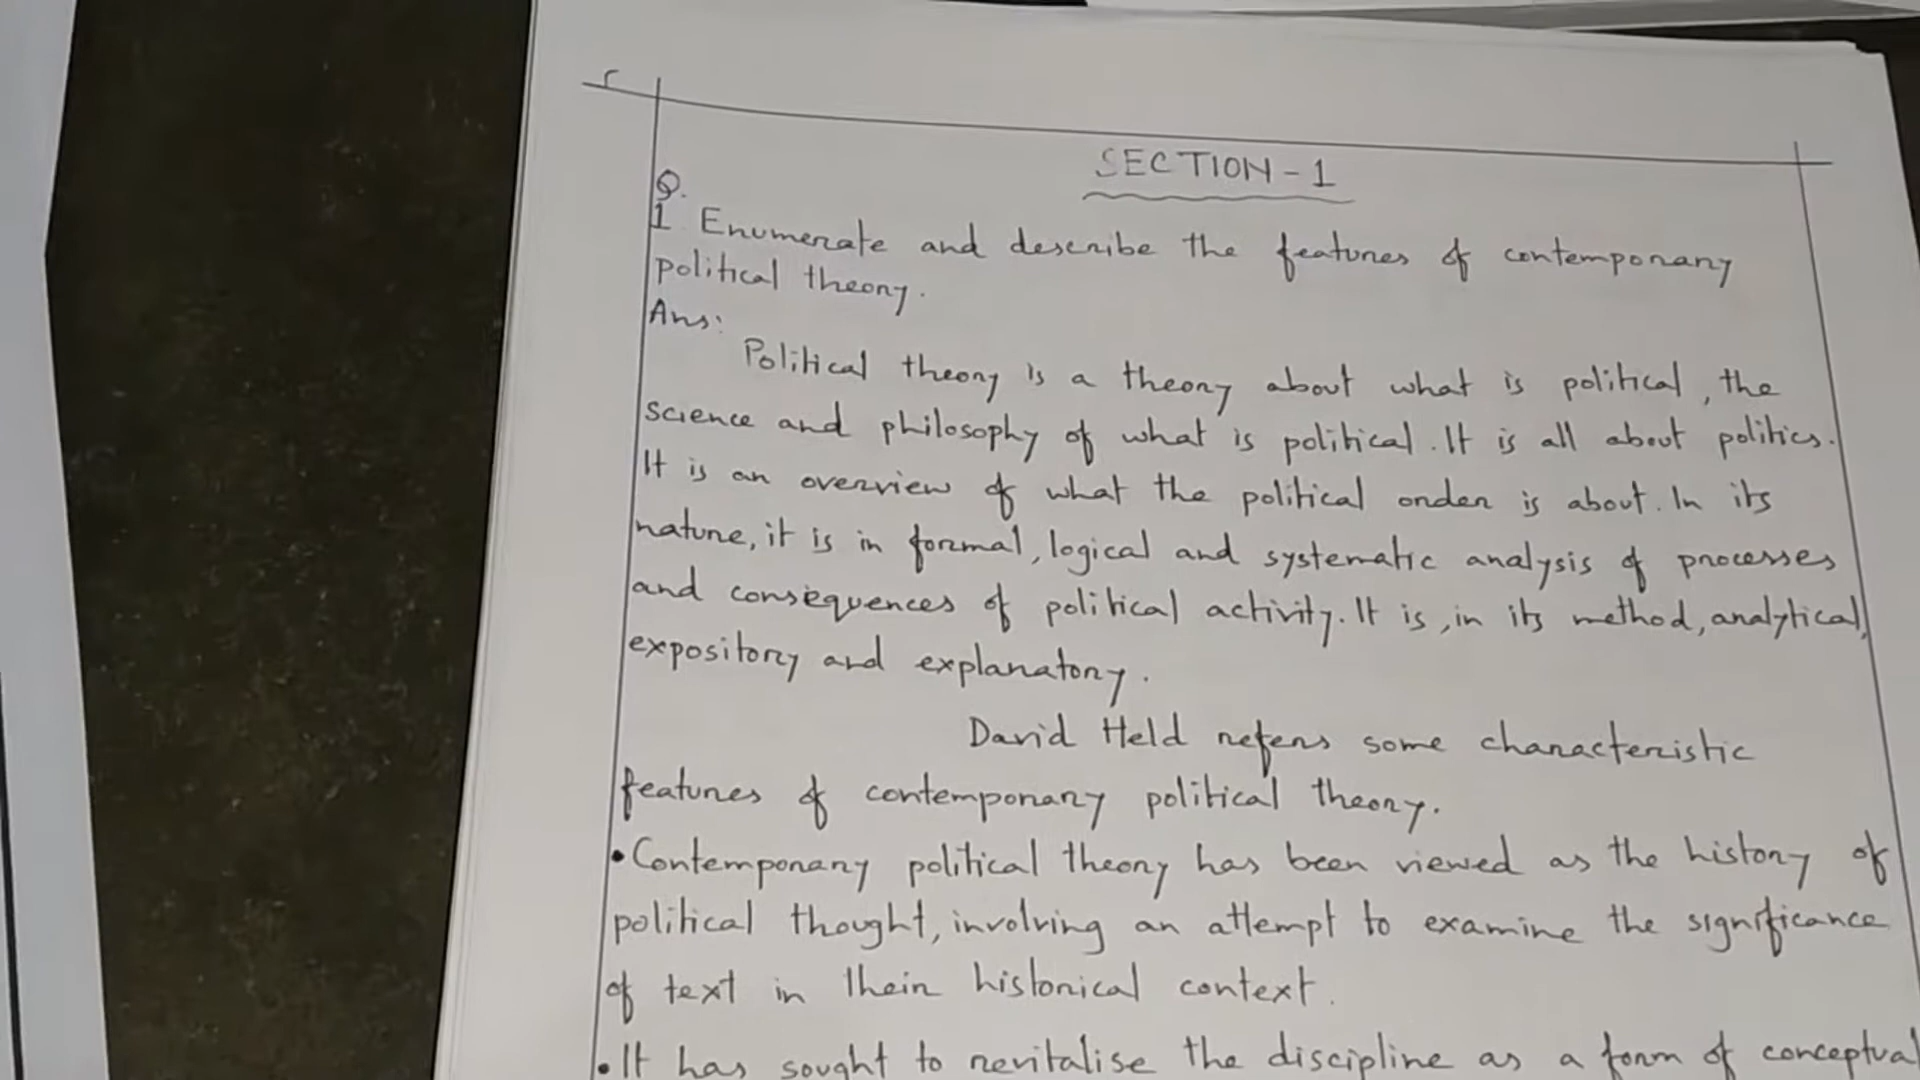 SECTION-1
Q.
1 Enumerate and describe the features of contemporary
political theory.
Ans:
Political theory is a theory about what is political, the
science and philosophy of what is political. It is all about politics.
It is an overview of what the political order is about. In its
nature, it is in formal, logical and systematic analysis of processes
and consequences of political activity. It is, in its method, analytical,
expository and explanatory.
David Held refers some characteristic
features of contemporary political theory.
• Contemporary political theory has been viewed as the history of
political thought, involving an attempt to examine the significance
of text in their historical context.
• It has sought to revitalise the discipline as a form of conceptual